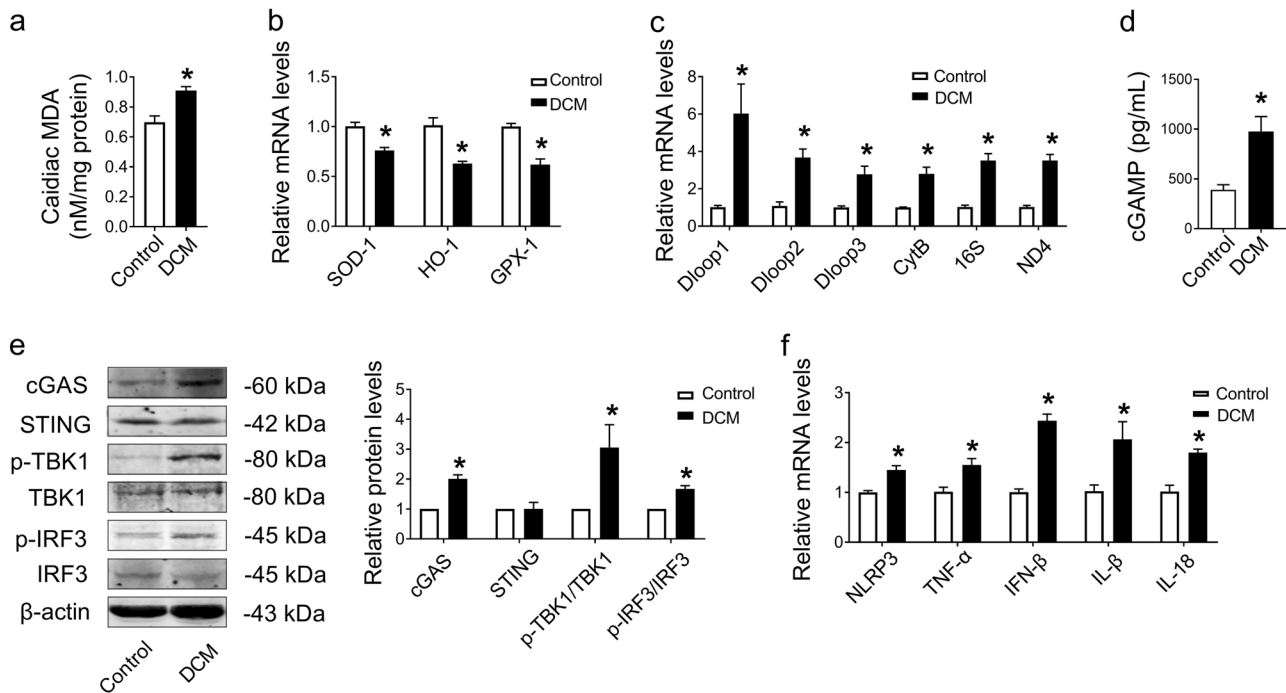 a
Caidiac MDA
(nM/mg protein)
1.0
0.8
0.6
0.4
0.2
0.0
*
Control
DCM
b
Relative mRNA levels
1.5
1.0
0.5
0.0
Control
DCM
*
*
*
SOD-1
HO-1
GPX-1
c
Relative mRNA levels
8
6
4
2
0
Control
DCM
*
*
*
*
*
*
Dloop1
Dloop2
Dloop3
CytB
16S
ND4
d
cGAMP (pg/mL)
1500
1000
500
0
*
Control
DCM
e
cGAS
-60 kDa
STING
-42 kDa
p-TBK1
-80 kDa
TBK1
-80 kDa
p-IRF3
-45 kDa
IRF3
-45 kDa
β-actin
-43 kDa
Control
DCM
Relative protein levels
5
4
3
2
1
0
Control
DCM
*
*
*
cGAS
STING
p-TBK1/TBK1
p-IRF3/IRF3
f
Relative mRNA levels
3
2
1
0
Control
DCM
*
*
*
*
*
NLRP3
TNF-α
IFN-β
IL-β
IL-18